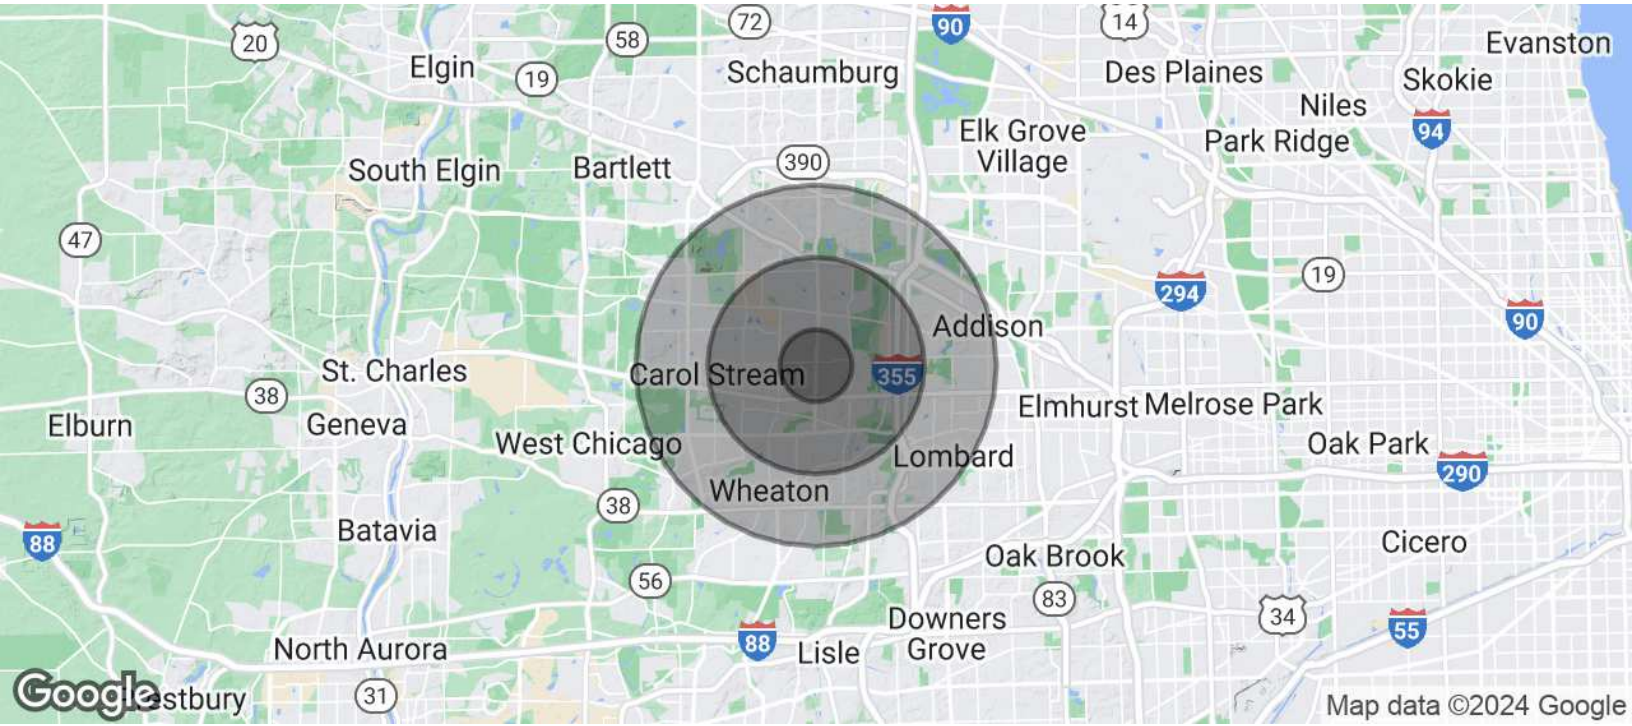 90
72
14
20
58
Evanston
Elgin
19
Schaumburg
Des Plaines
Skokie
Niles
94
Elk Grove
Village
Park Ridge
390
Bartlett
South Elgin
47
19
294
90
Addison
St. Charles
Carol Stream
355
38
Elmhurst
Melrose Park
Elburn
Geneva
West Chicago
Oak Park
Lombard
290
Wheaton
38
Batavia
88
Cicero
Oak Brook
56
83
Downers
Grove
34
55
88
Lisle
North Aurora
31
Google
estbury
Map data ©2024 Google